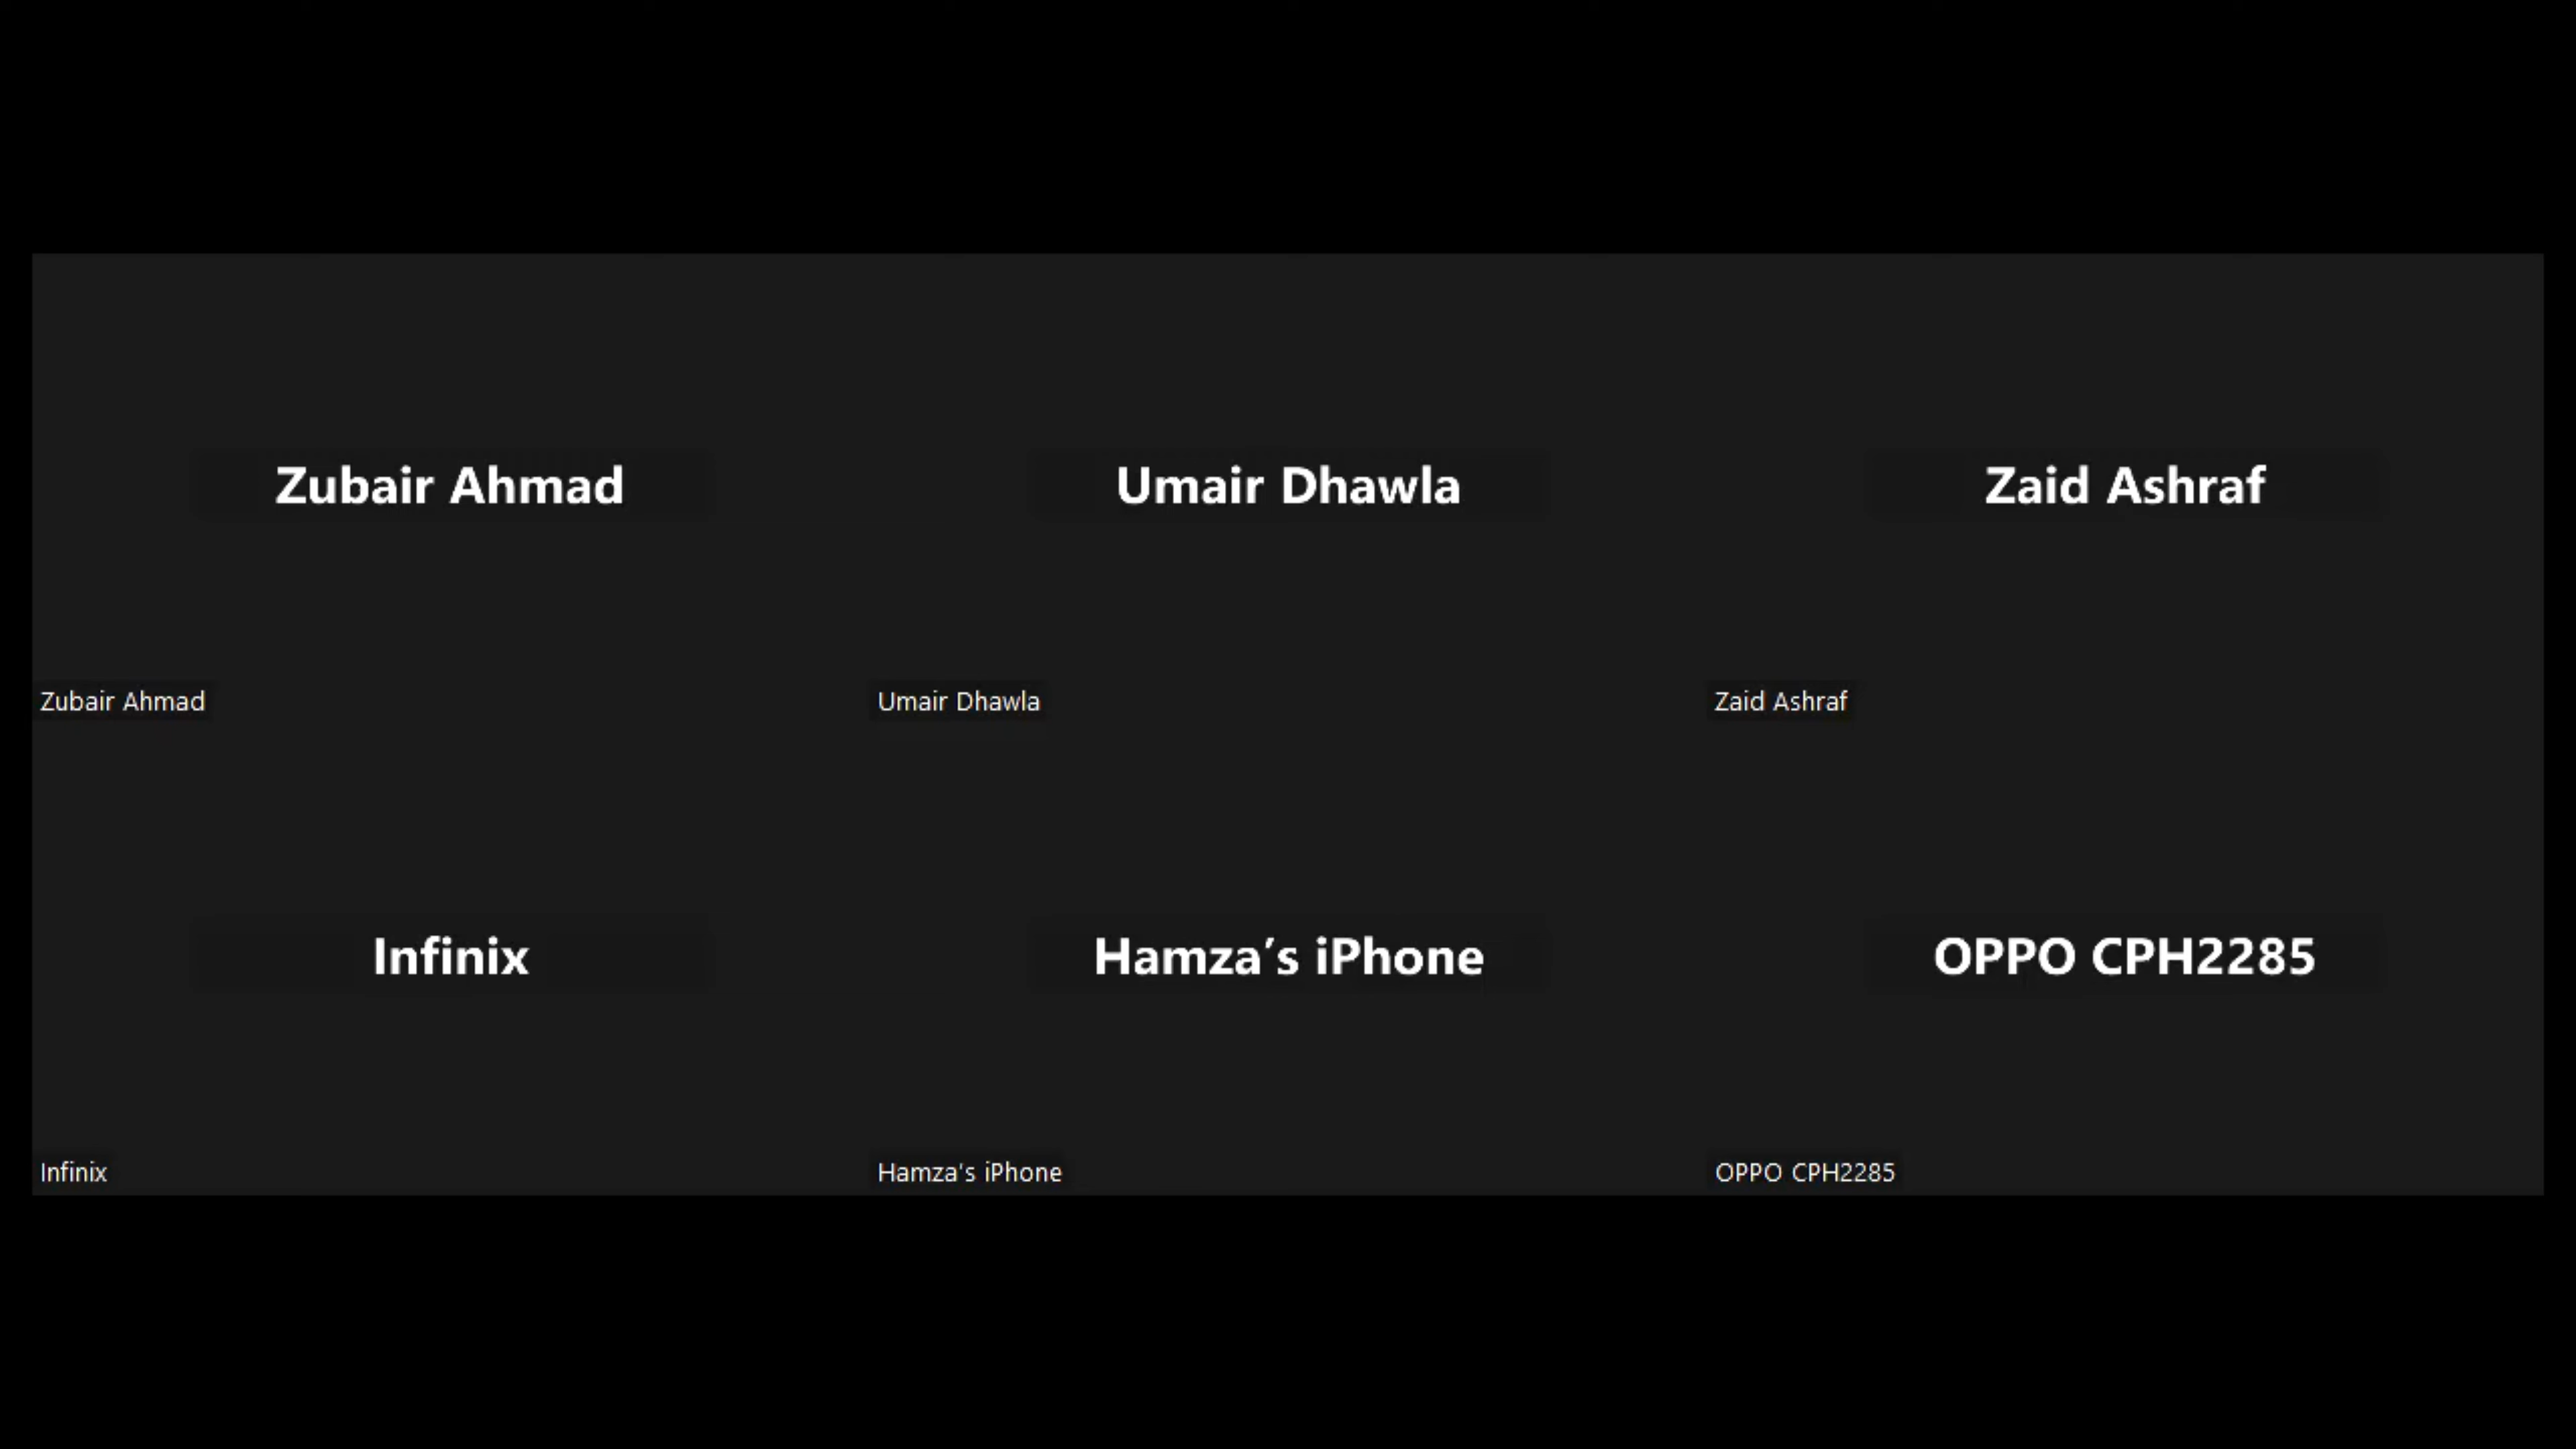 Zubair Ahmad
Umair Dhawla
Zaid Ashraf
Zubair Ahmad
Umair Dhawla
Zaid Ashraf
Infinix
Hamza’s iPhone
OPPO CPH2285
Infinix
Hamza's iPhone
OPPO CPH2285